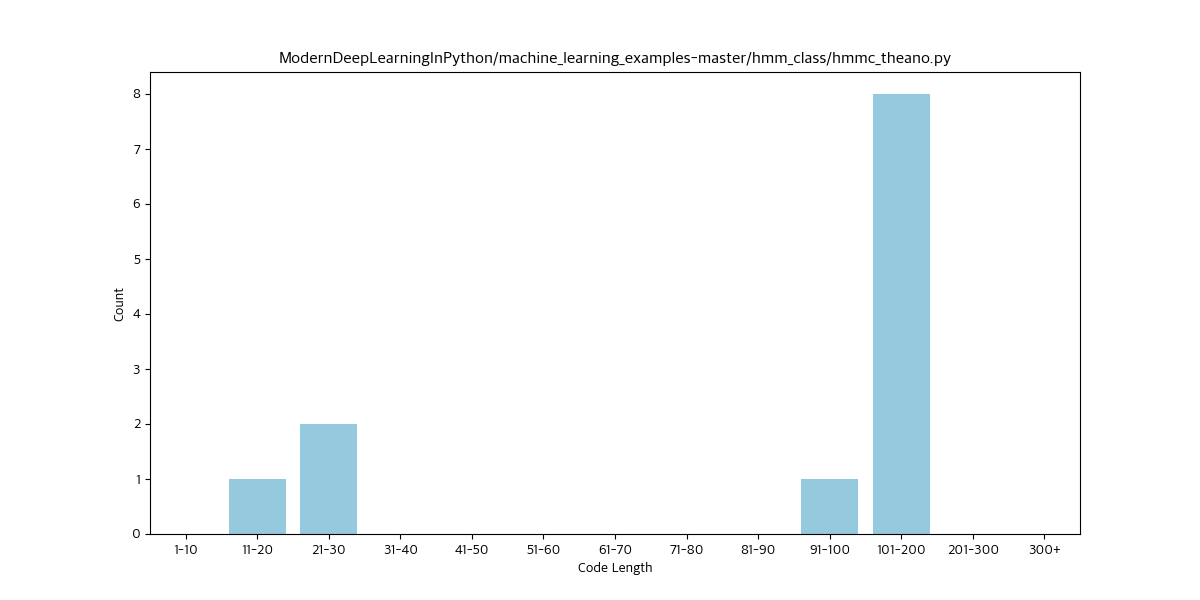 ModernDeepLearningInPython/machine_learning_examples-master/hmm_class/hmmc_theano.py
8
7
6
5
4
3
2
1
0
Count
1-10 11-20 21-30 31-40 41-50 51-60 61-70 71-80 81-90 91-100 101-200 201-300 300+
Code Length